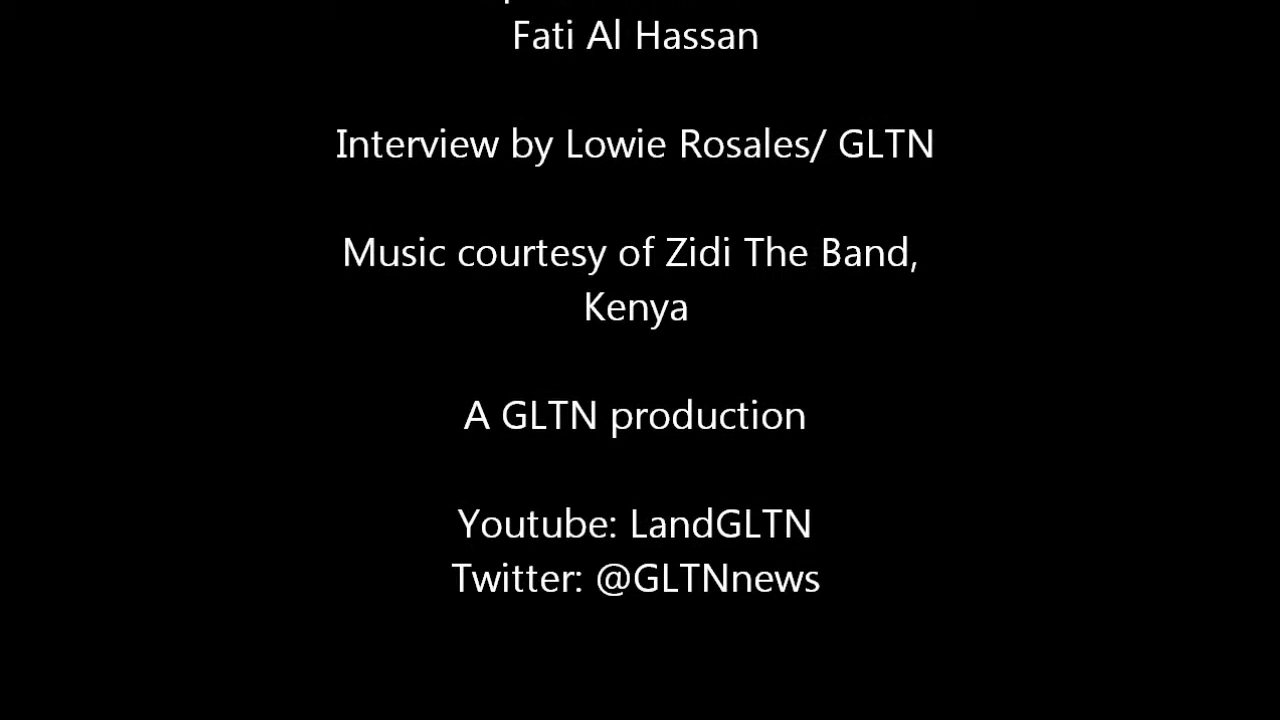 Fati Al Hassan
Interview by Lowie Rosales/ GLTN
Music courtesy of Zidi The Band,
Kenya
A GLTN production
Youtube: LandGLTN
Twitter: @GLTNnews